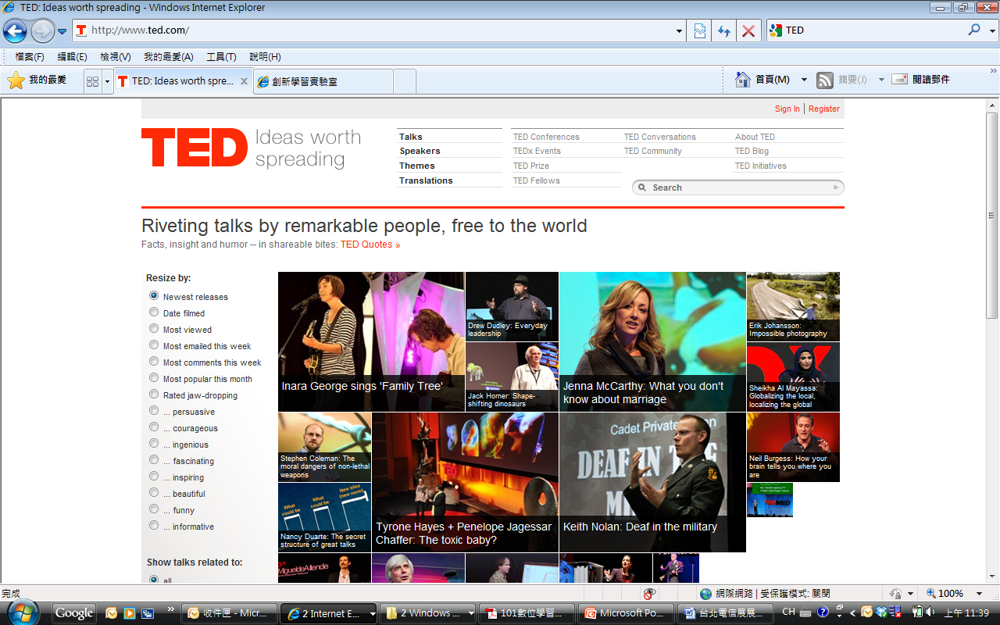 TED: Ideas worth spreading - Windows Internet Explorer
http://www.ted.com/
TED
檔案(F) 編輯(E) 檢視(V) 我的最愛(A) 工具(T) 說明(H)
我的最愛
TED: Ideas worth spre...
創新學習實驗室
首頁(M)
摘要(J)
閱讀郵件
Sign In | Register
TED Ideas worth spreading
Talks
Speakers
Themes
Translations
TED Conferences
TEDx Events
TED Prize
TED Fellows
TED Conversations
TED Community
About TED
TED Blog
TED Initiatives
Search
Riveting talks by remarkable people, free to the world
Facts, insight and humor -- in shareable bites: TED Quotes »
Resize by:
Newest releases
Date filmed
Most viewed
Most emailed this week
Most comments this week
Most popular this month
Rated jaw-dropping
... persuasive
... courageous
... ingenious
... fascinating
... inspiring
... beautiful
... funny
... informative
Show talks related to:
all
Inara George sings 'Family Tree'
Drew Dudley: Everyday
leadership
Jack Horner: Shape-
shifting dinosaurs
Jenna McCarthy: What you don't
know about marriage
Erik Johansson:
Impossible photography
Sheikha Al Mayassa:
Globalizing the local,
localizing the global
Stephen Coleman: The
moral dangers of non-lethal
weapons
What
could be
What
could be
New bliss
(new norm)
Nancy Duarte: The secret
structure of great talks
TED
Tyrone Hayes + Penelope Jagessar
Chaffer: The toxic baby?
Cadet Private
DEAF IN THE
Keith Nolan: Deaf in the military
Neil Burgess: How your
brain tells you where you
are
TEDMED
MigueldeAllende
完成
網際網路 | 受保護模式: 關閉
100%
Google
收件匣 - Micr...
2 Internet E...
2 Windows ...
101數位學習...
Microsoft Po...
台北電信展展...
CH
上午 11:39